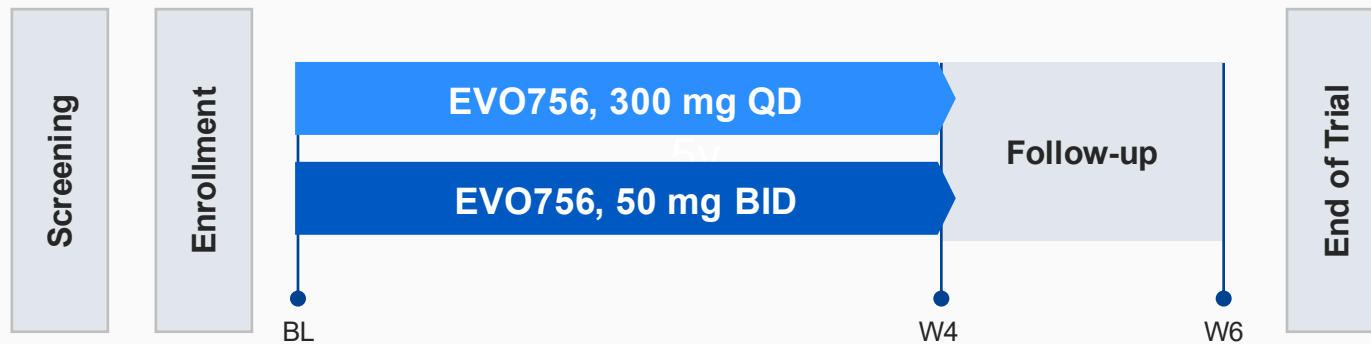 Screening
Enrollment
EVO756, 300 mg QD
EVO756, 50 mg BID
Follow-up
End of Trial
BL
W4
W6